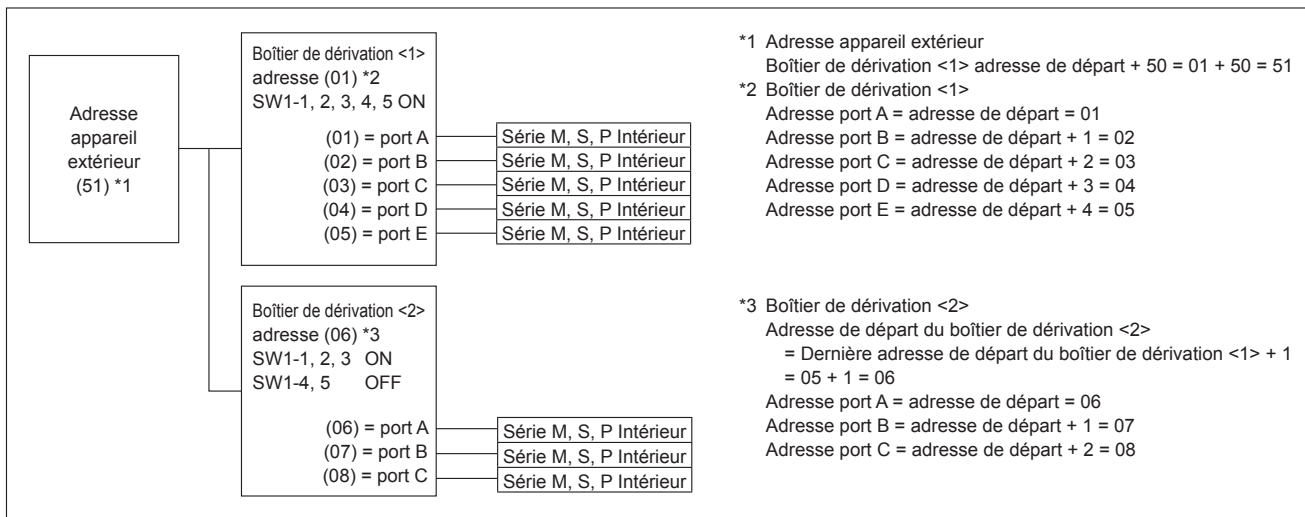 Adresse
appareil
extérieur
(51) *1
Boîtier de dérivation <1>
adresse (01) *2
SW1-1, 2, 3, 4, 5 ON
(01) = port A
(02) = port B
(03) = port C
(04) = port D
(05) = port E
Série M, S, P Intérieur
Série M, S, P Intérieur
Série M, S, P Intérieur
Série M, S, P Intérieur
Série M, S, P Intérieur
Boîtier de dérivation <2>
adresse (06) *3
SW1-1, 2, 3 ON
SW1-4, 5 OFF
(06) = port A
(07) = port B
(08) = port C
Série M, S, P Intérieur
Série M, S, P Intérieur
Série M, S, P Intérieur
*1 Adresse appareil extérieur
Boîtier de dérivation <1> adresse de départ + 50 = 01 + 50 = 51
*2 Boîtier de dérivation <1>
Adresse port A = adresse de départ = 01
Adresse port B = adresse de départ + 1 = 02
Adresse port C = adresse de départ + 2 = 03
Adresse port D = adresse de départ + 3 = 04
Adresse port E = adresse de départ + 4 = 05
*3 Boîtier de dérivation <2>
Adresse de départ du boîtier de dérivation <2>
= Dernière adresse de départ du boîtier de dérivation <1> + 1
= 05 + 1 = 06
Adresse port A = adresse de départ = 06
Adresse port B = adresse de départ + 1 = 07
Adresse port C = adresse de départ + 2 = 08